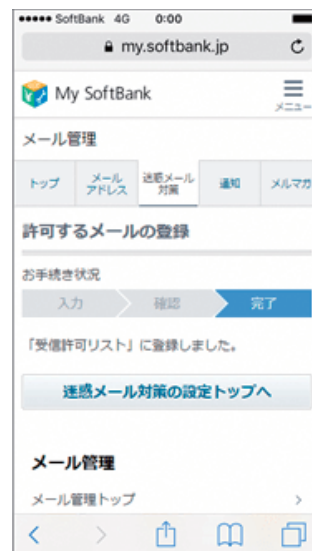 SoftBank 4G 0:00
my.softbank.jp
My SoftBank
メニュー
メール管理
トップ
メール
アドレス
迷惑メール
対策
通知
メルマガ
許可するメールの登録
お手続き状況
入力 確認 完了
「受信許可リスト」に登録しました。
迷惑メール対策の設定トップへ
メール管理
メール管理トップ